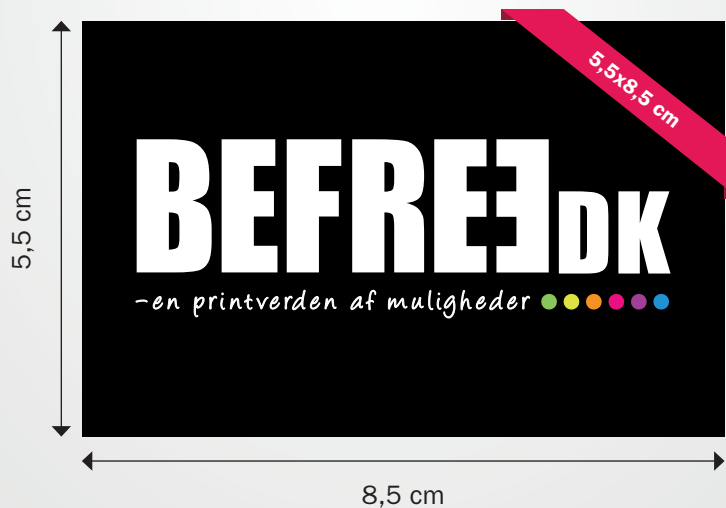 5,5x8,5 cm
5,5 cm
BEFREEDK
–en printverden af muligheder
8,5 cm